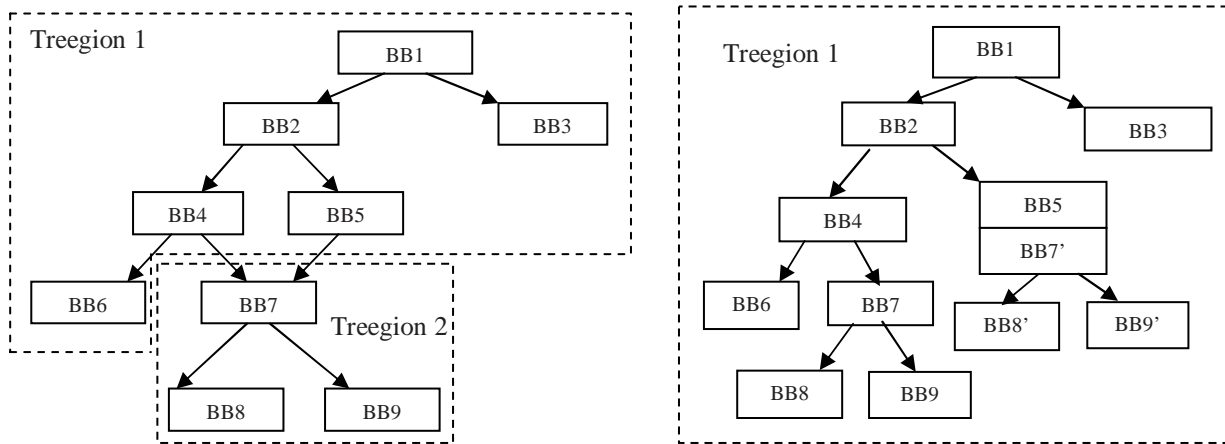 Treegion 1
BB1
BB2
BB3
BB4
BB5
BB6
BB7
Treegion 2
BB8
BB9
Treegion 1
BB1
BB2
BB3
BB4
BB5
BB7’
BB6
BB7
BB8’
BB9’
BB8
BB9